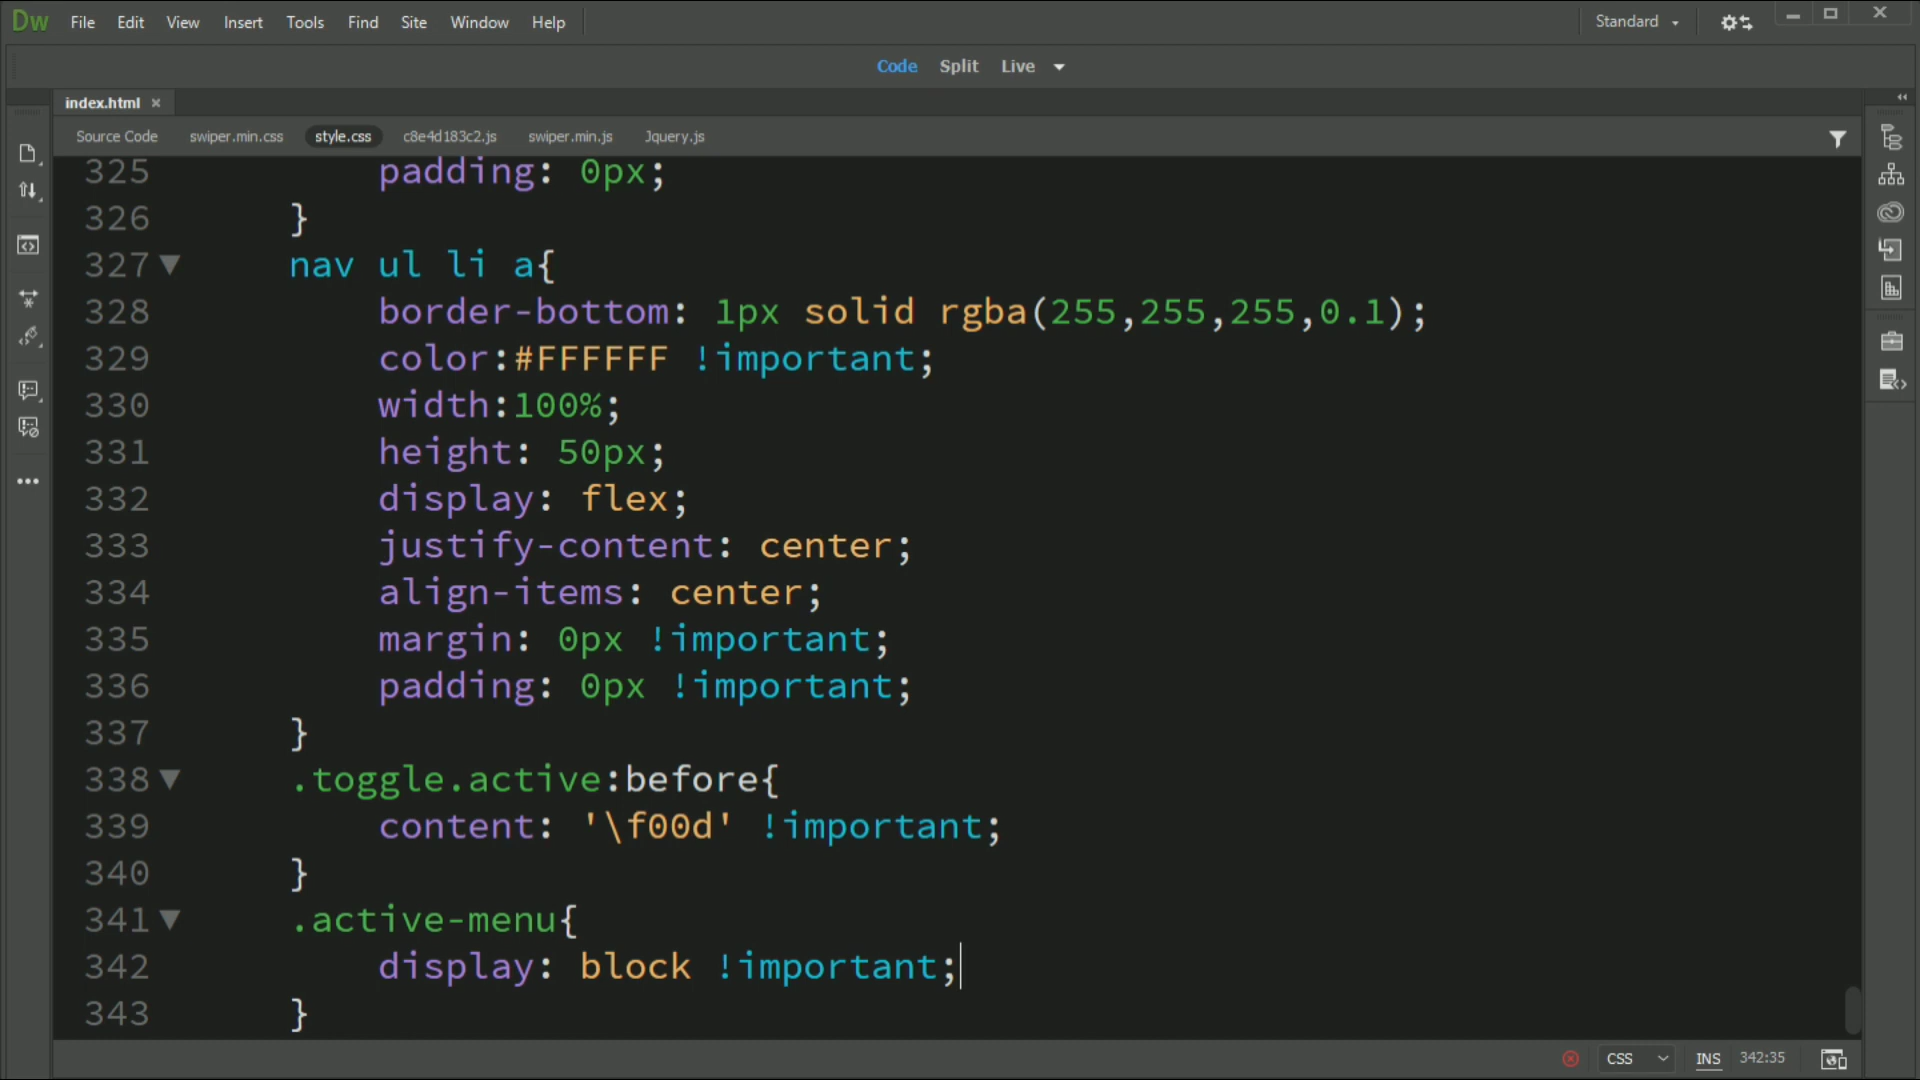 Dw File Edit View Insert Tools Find Site Window Help Standard
Code Split Live
index.html
Source Code swiper.min.css style.css c8e4d183c2.js swiper.min.js Jquery.js
325 padding: 0px;
326 }
327 nav ul li a{
328 border-bottom: 1px solid rgba(255,255,255,0.1);
329 color:#FFFFFF !important;
330 width:100%;
331 height: 50px;
332 display: flex;
333 justify-content: center;
334 align-items: center;
335 margin: 0px !important;
336 padding: 0px !important;
337 }
338 .toggle.active:before{
339 content: '\f00d' !important;
340 }
341 .active-menu{
342 display: block !important;
343 }
CSS INS 342:35